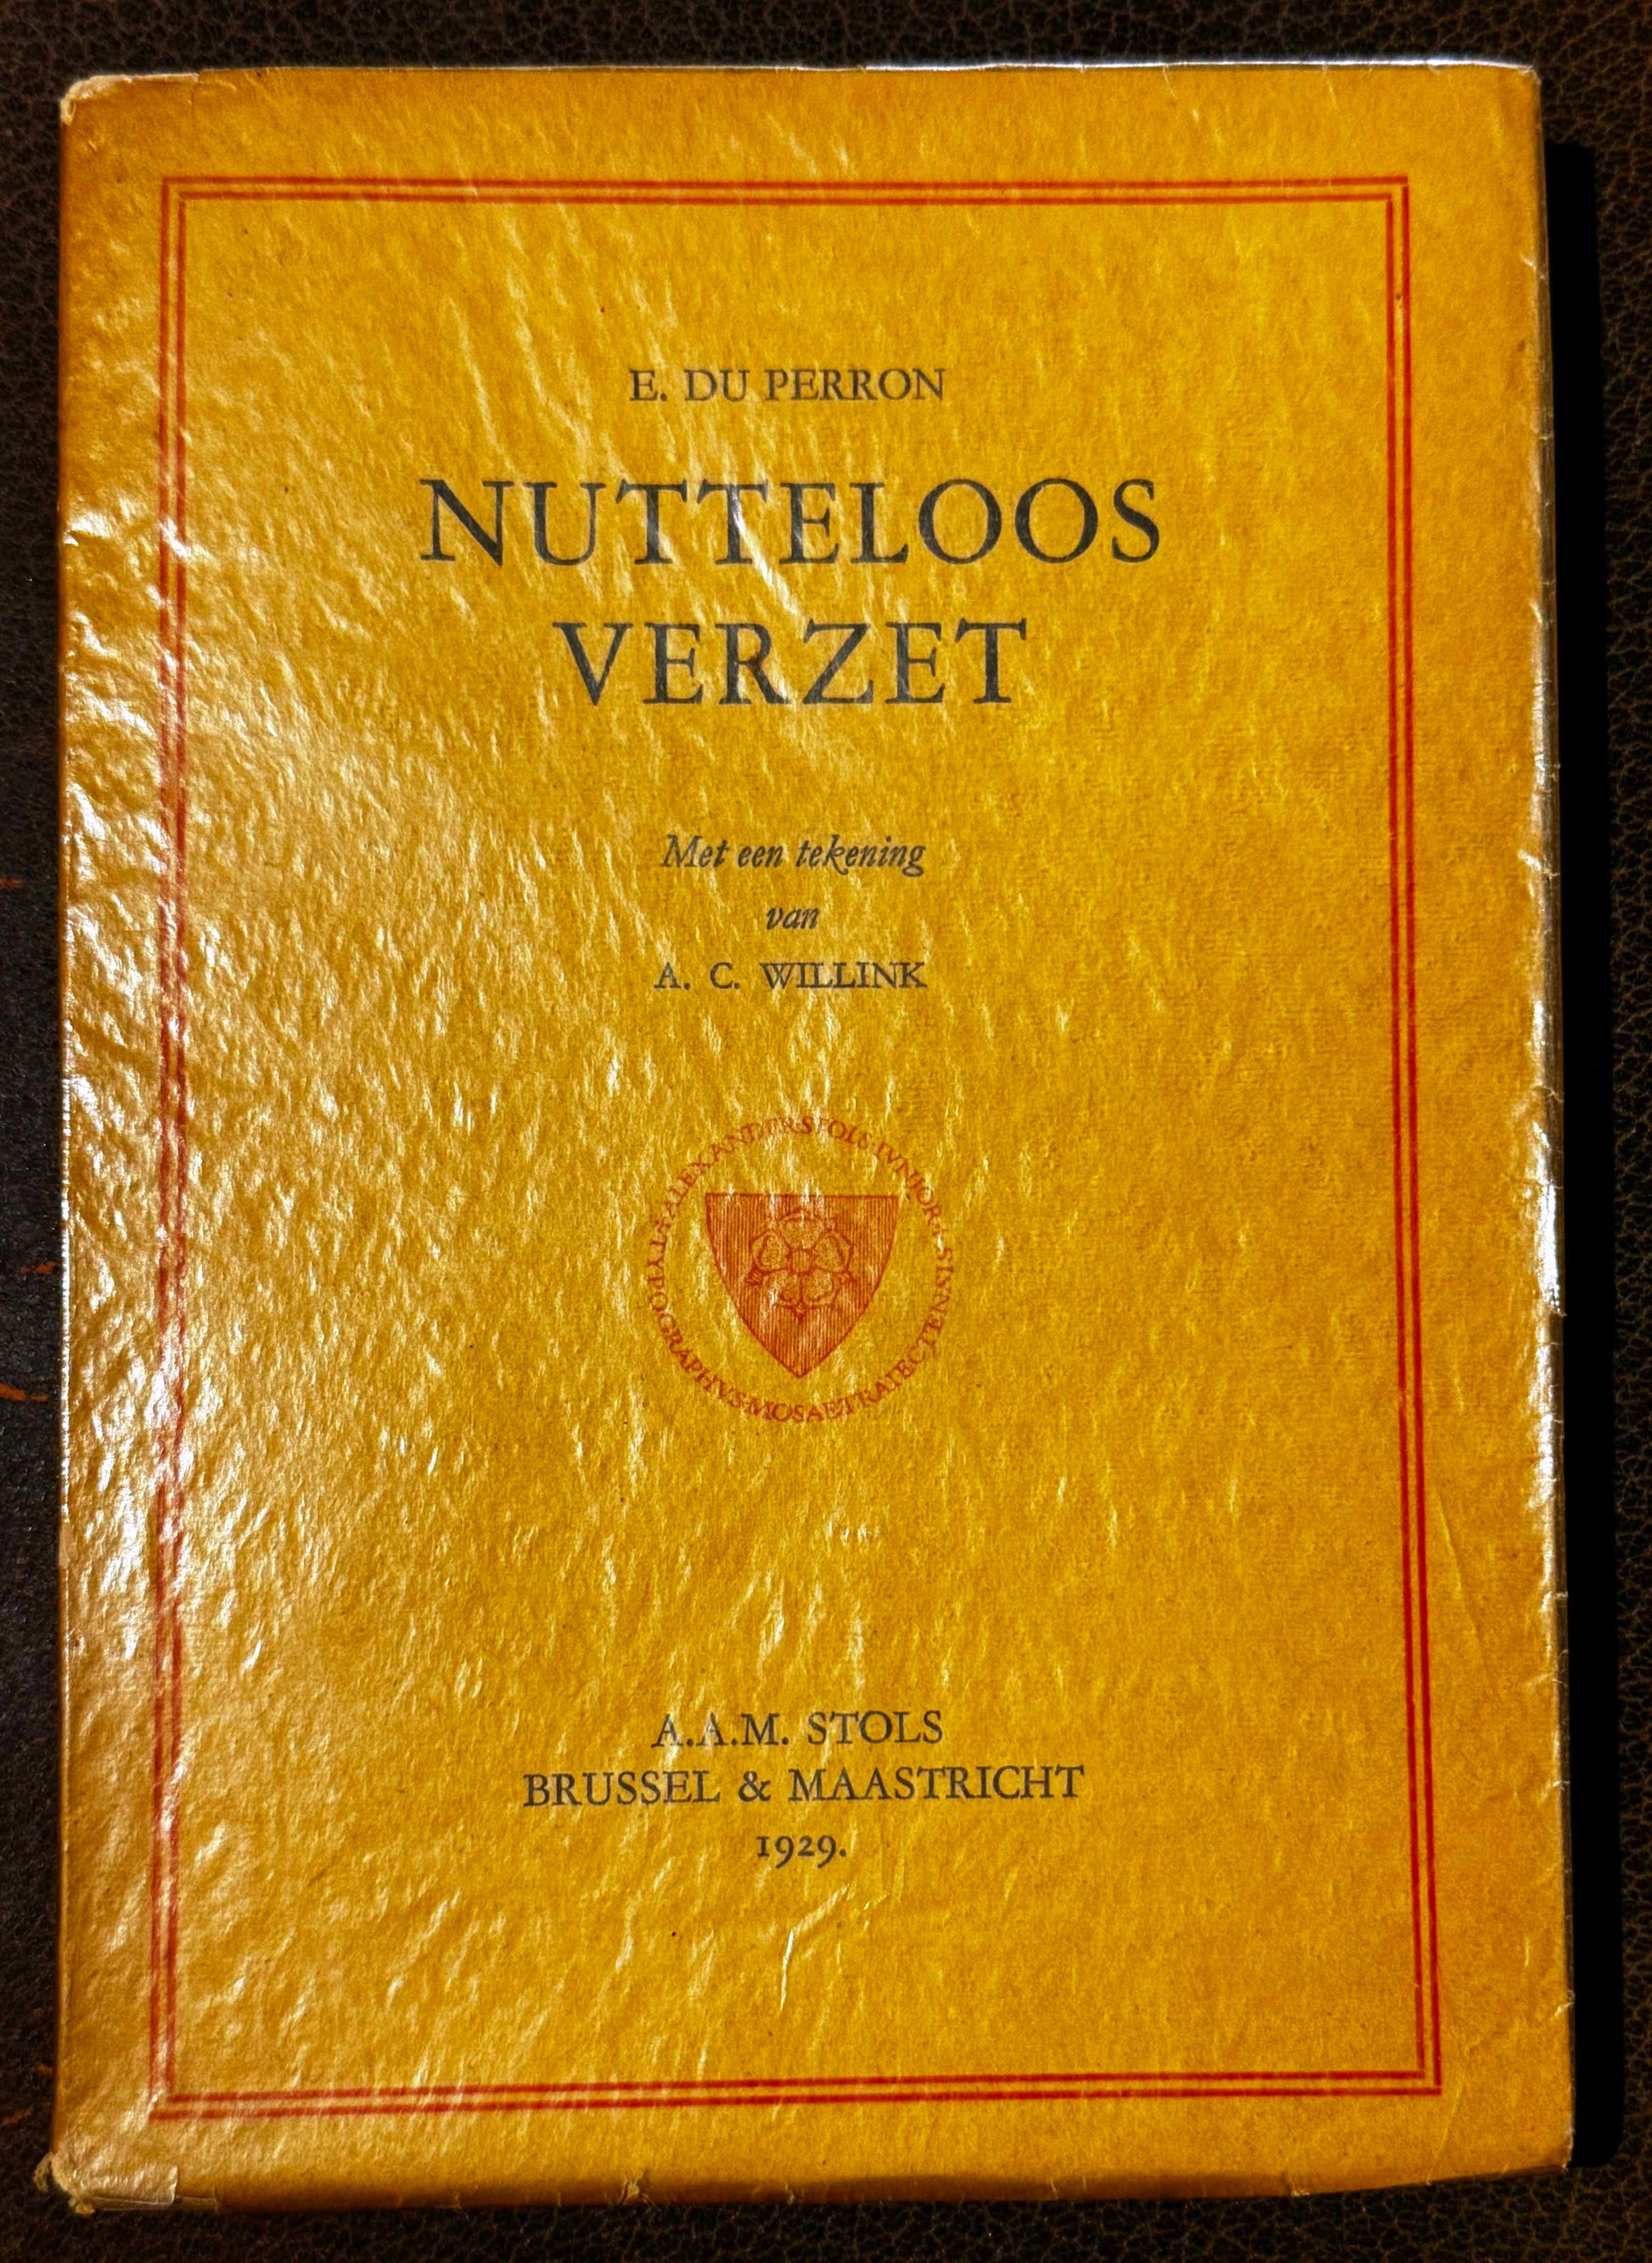 E. DU PERRON
NUTTELOOS
VERZET
Met een tekening
van
A. C. WILLINK
ALEXANDER·STOLS·IVNIOR·
TYPOGRAPHVS·MOSAETRAIECTENSIS
A.A.M. STOLS
BRUSSEL & MAASTRICHT
1929.